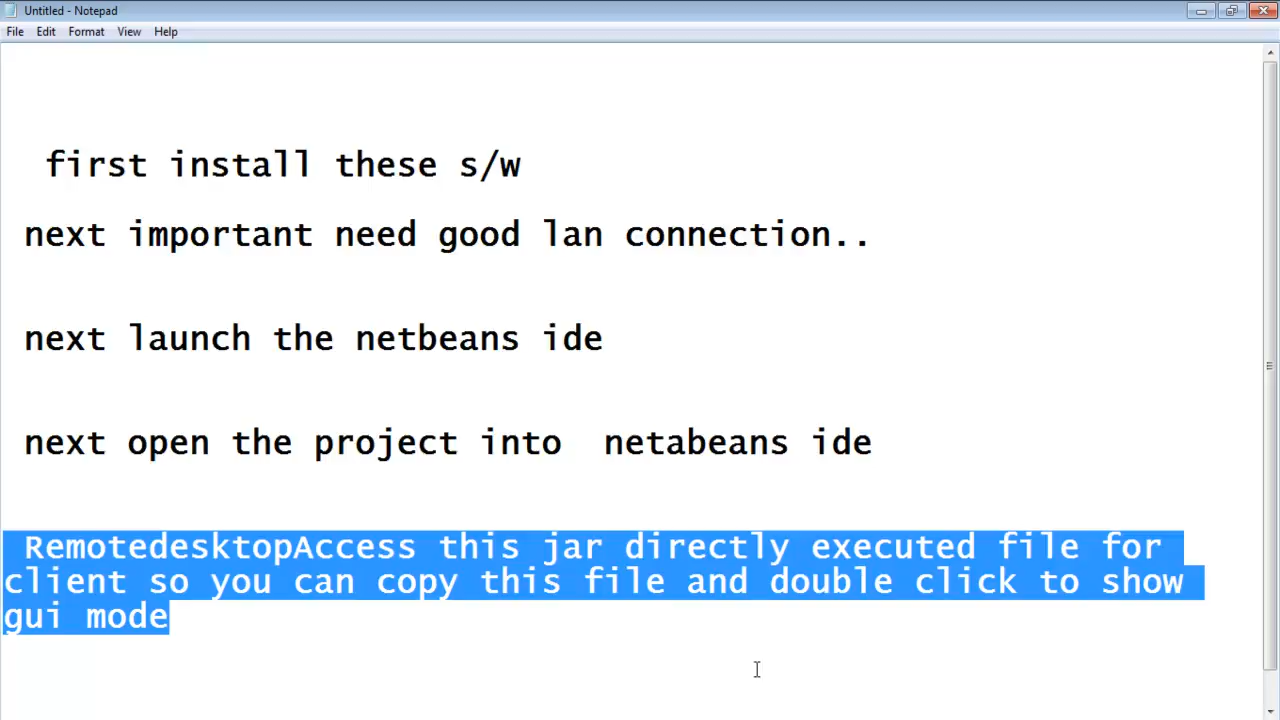 Untitled - Notepad
File Edit Format View Help
first install these s/w
next important need good lan connection..
next launch the netbeans ide
next open the project into  netabeans ide
RemotedesktopAccess this jar directly executed file for
client so you can copy this file and double click to show
gui mode